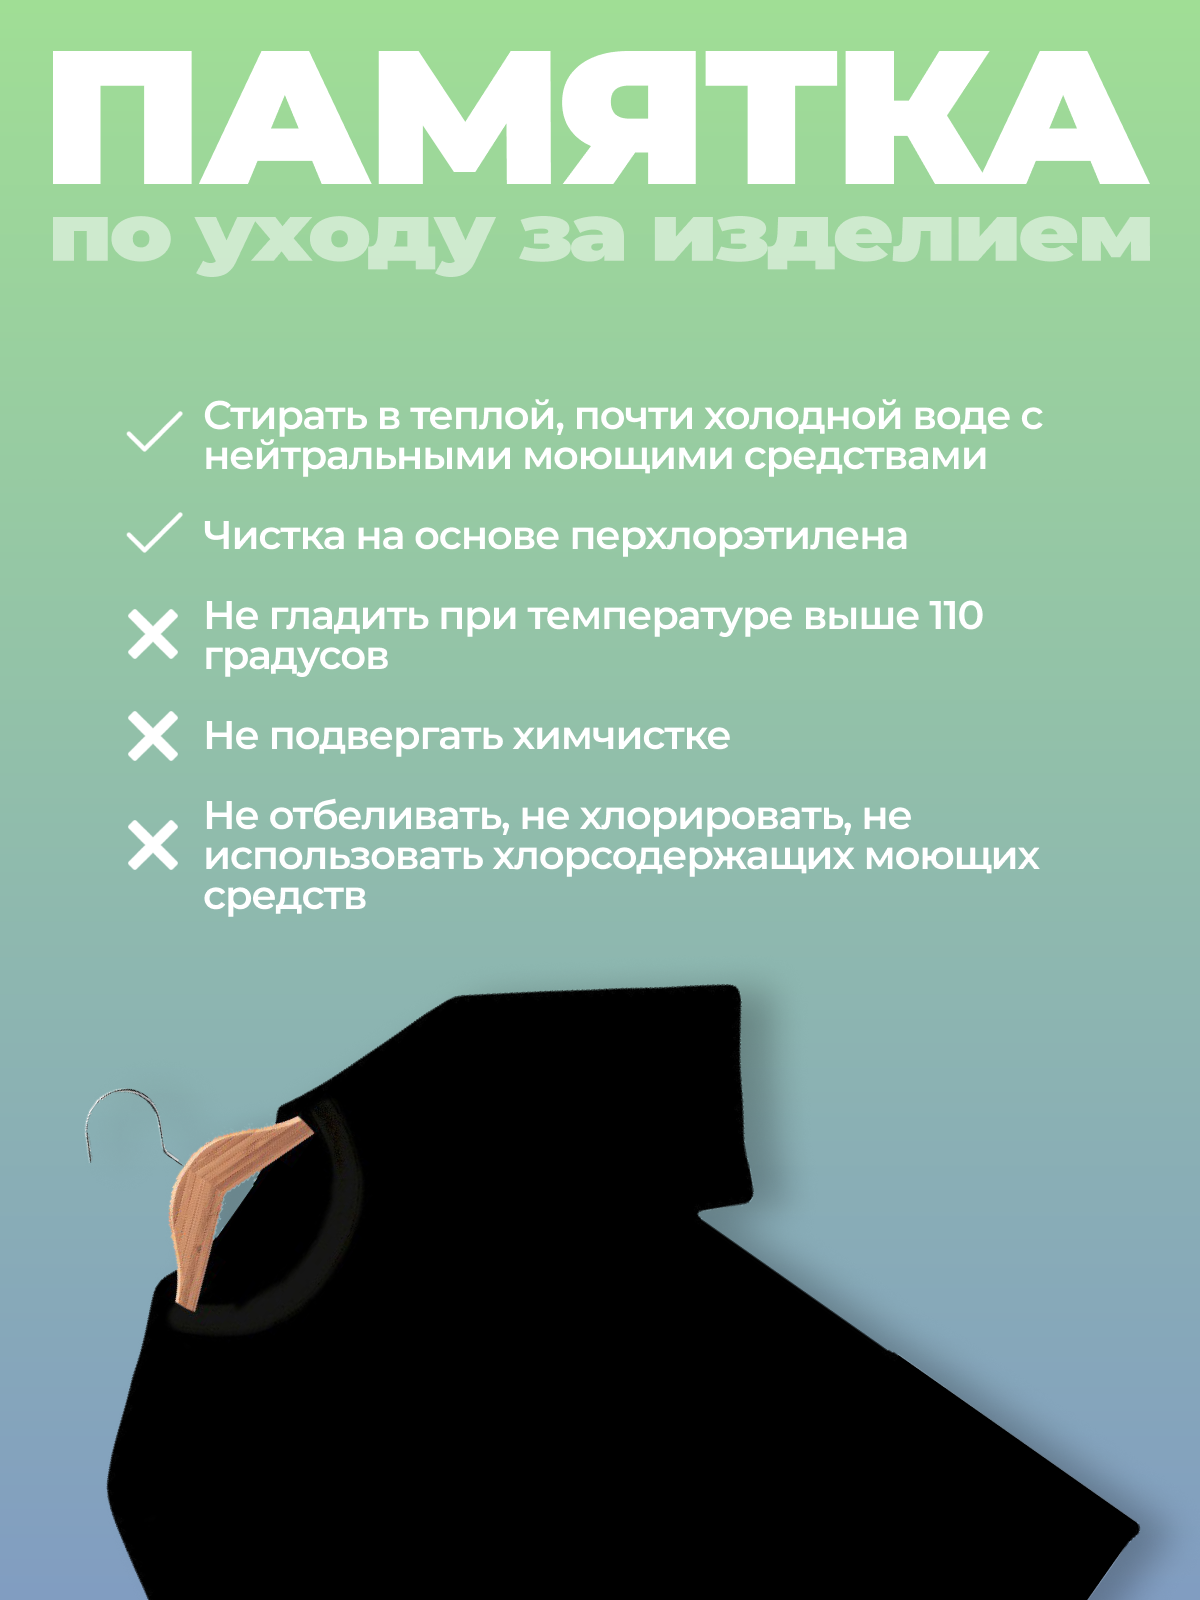 ПАМЯТКА
по уходу за изделием
Стирать в теплой, почти холодной воде с
нейтральными моющими средствами
Чистка на основе перхлорэтилена
Не гладить при температуре выше 110
градусов
Не подвергать химчистке
Не отбеливать, не хлорировать, не
использовать хлорсодержащих моющих
средств